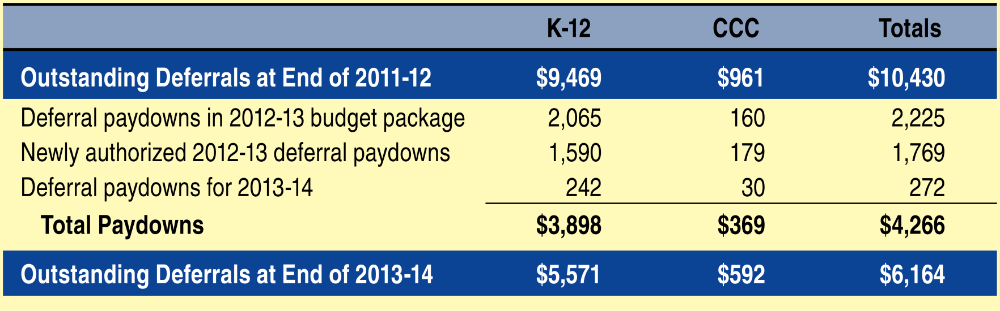 K-12 CCC Totals
Outstanding Deferrals at End of 2011-12 $9,469 $961 $10,430
Deferral paydowns in 2012-13 budget package 2,065 160 2,225
Newly authorized 2012-13 deferral paydowns 1,590 179 1,769
Deferral paydowns for 2013-14 242 30 272
Total Paydowns $3,898 $369 $4,266
Outstanding Deferrals at End of 2013-14 $5,571 $592 $6,164